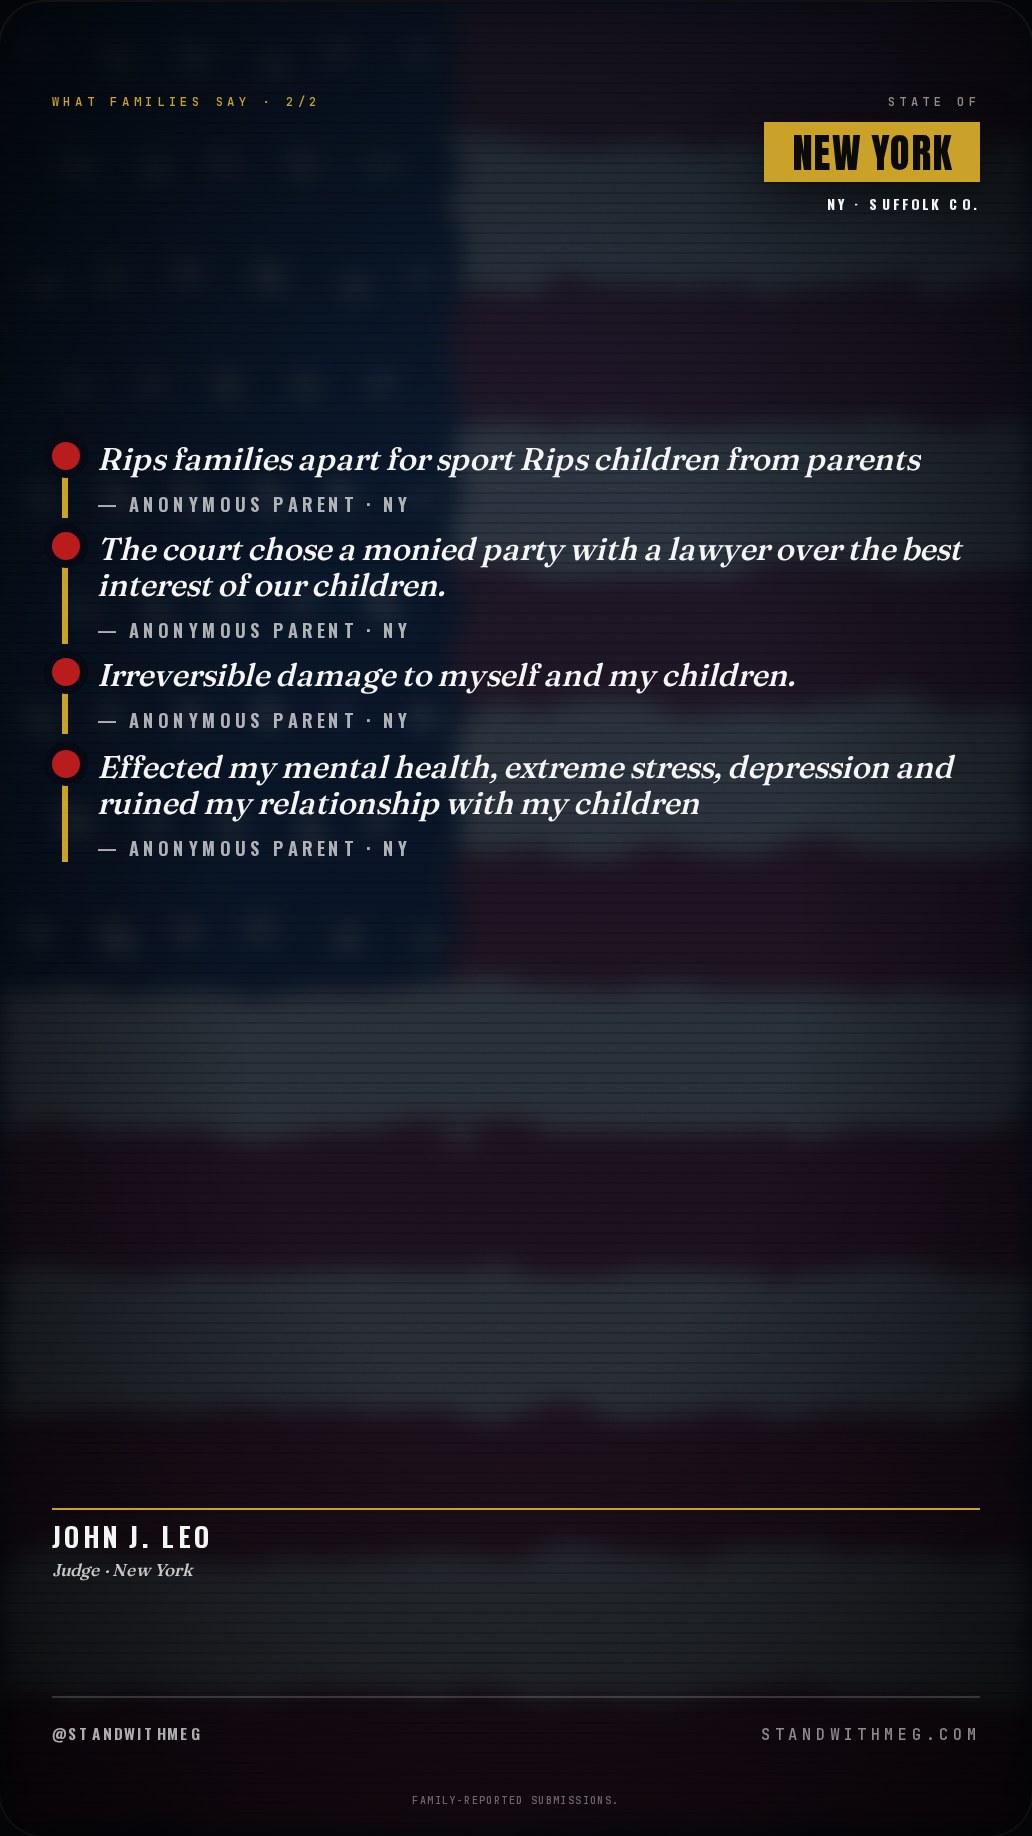 WHAT FAMILIES SAY · 2/2
STATE OF
NEW YORK
NY · SUFFOLK CO.
Rips families apart for sport Rips children from parents
— ANONYMOUS PARENT · NY
The court chose a monied party with a lawyer over the best
interest of our children.
— ANONYMOUS PARENT · NY
Irreversible damage to myself and my children.
— ANONYMOUS PARENT · NY
Effected my mental health, extreme stress, depression and
ruined my relationship with my children
— ANONYMOUS PARENT · NY
JOHN J. LEO
Judge · New York
@STANDWITHMEG
STANDWITHMEG.COM
FAMILY-REPORTED SUBMISSIONS.